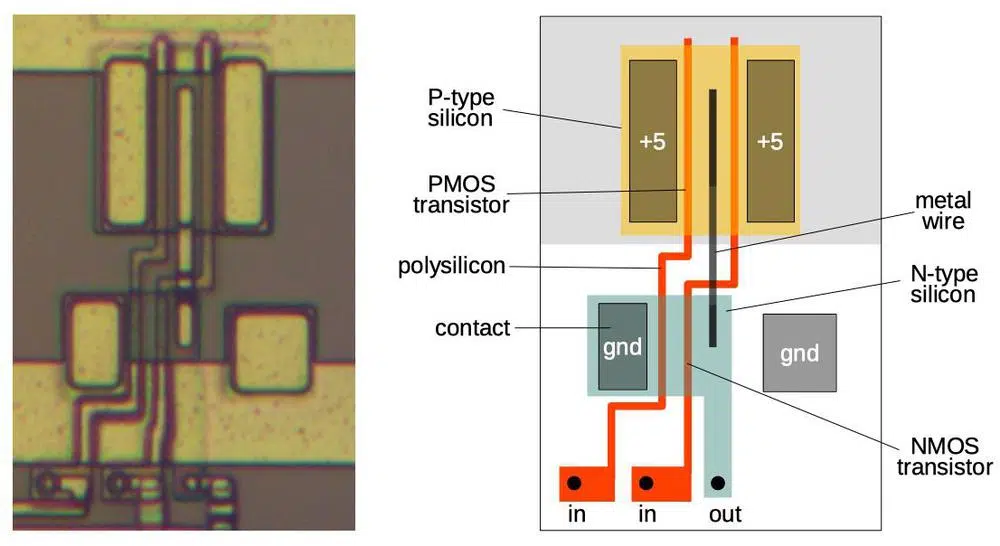 P-type
silicon
+5
+5
PMOS
transistor
metal
wire
polysilicon
N-type
silicon
contact
gnd
gnd
NMOS
transistor
in
in
out